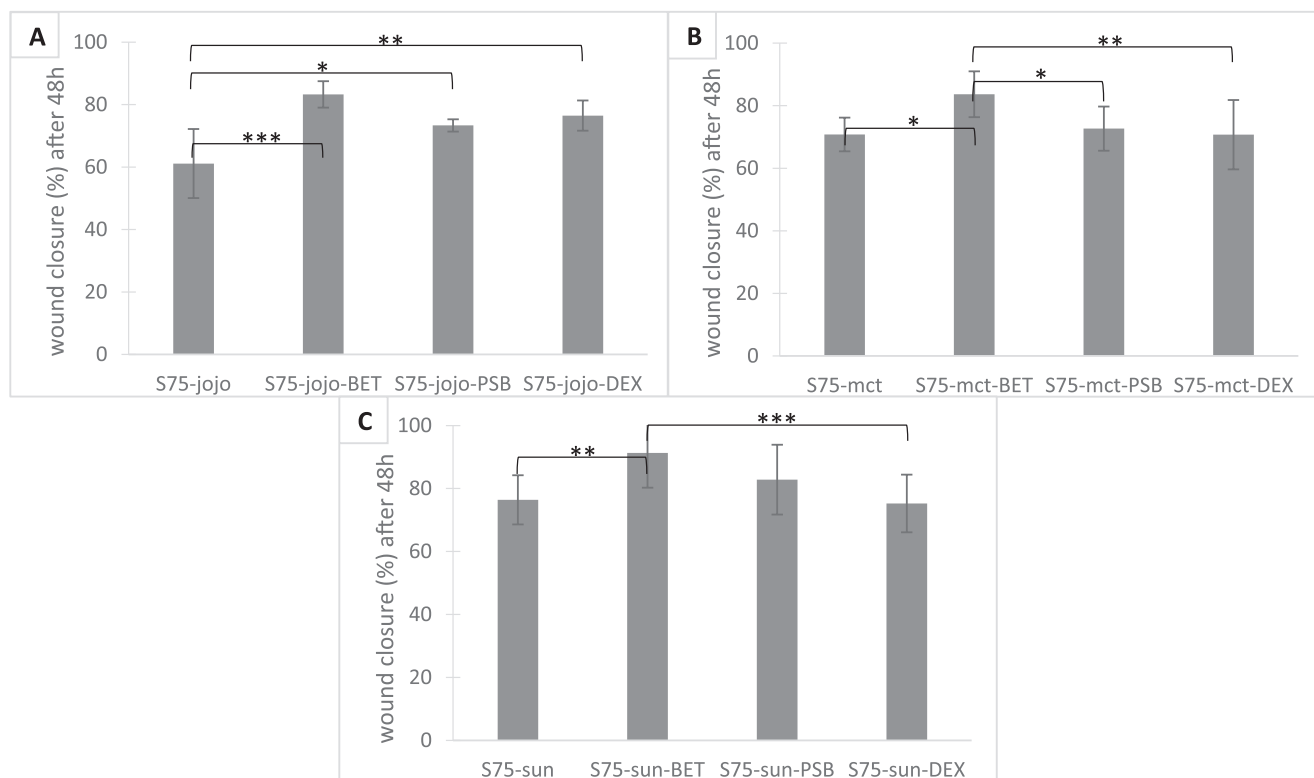 A
wound closure (%) after 48h
100
80
60
40
20
0
**
*
***
S75-jojo S75-jojo-BET S75-jojo-PSB S75-jojo-DEX
B
wound closure (%) after 48h
100
80
60
40
20
0
**
*
*
S75-mct S75-mct-BET S75-mct-PSB S75-mct-DEX
C
wound closure (%) after 48h
100
80
60
40
20
0
***
**
S75-sun S75-sun-BET S75-sun-PSB S75-sun-DEX